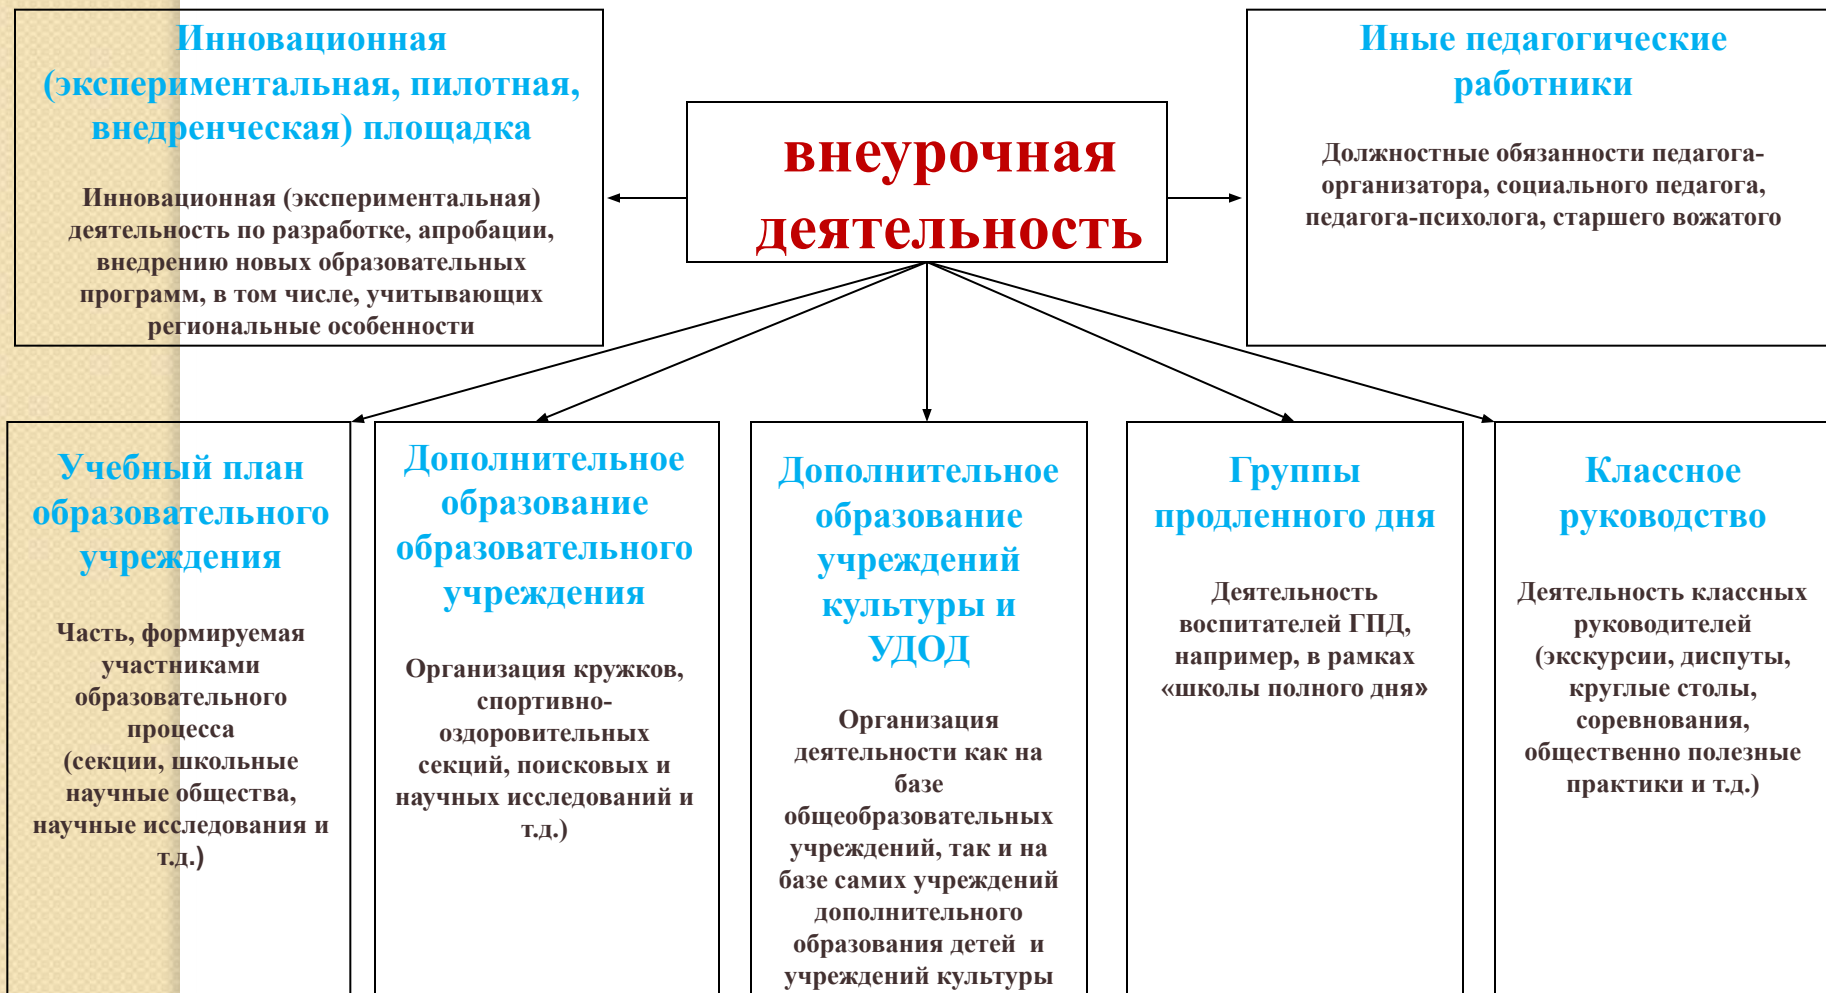 Инновационная
(экспериментальная, пилотная,
внедренческая) площадка
Инновационная (экспериментальная)
деятельность по разработке, апробации,
внедрению новых образовательных
программ, в том числе, учитывающих
региональные особенности
внеурочная
деятельность
Иные педагогические
работники
Должностные обязанности педагога-
организатора, социального педагога,
педагога-психолога, старшего вожатого
Учебный план
образовательного
учреждения
Часть, формируемая
участниками
образовательного
процесса
(секции, школьные
научные общества,
научные исследования и
т.д.)
Дополнительное
образование
образовательного
учреждения
Организация кружков,
спортивно-
оздоровительных
секций, поисковых и
научных исследований и
т.д.)
Дополнительное
образование
учреждений
культуры и
УДОД
Организация
деятельности как на
базе
общеобразовательных
учреждений, так и на
базе самих учреждений
дополнительного
образования детей  и
учреждений культуры
Группы
продленного дня
Деятельность
воспитателей ГПД,
например, в рамках
«школы полного дня»
Классное
руководство
Деятельность классных
руководителей
(экскурсии, диспуты,
круглые столы,
соревнования,
общественно полезные
практики и т.д.)